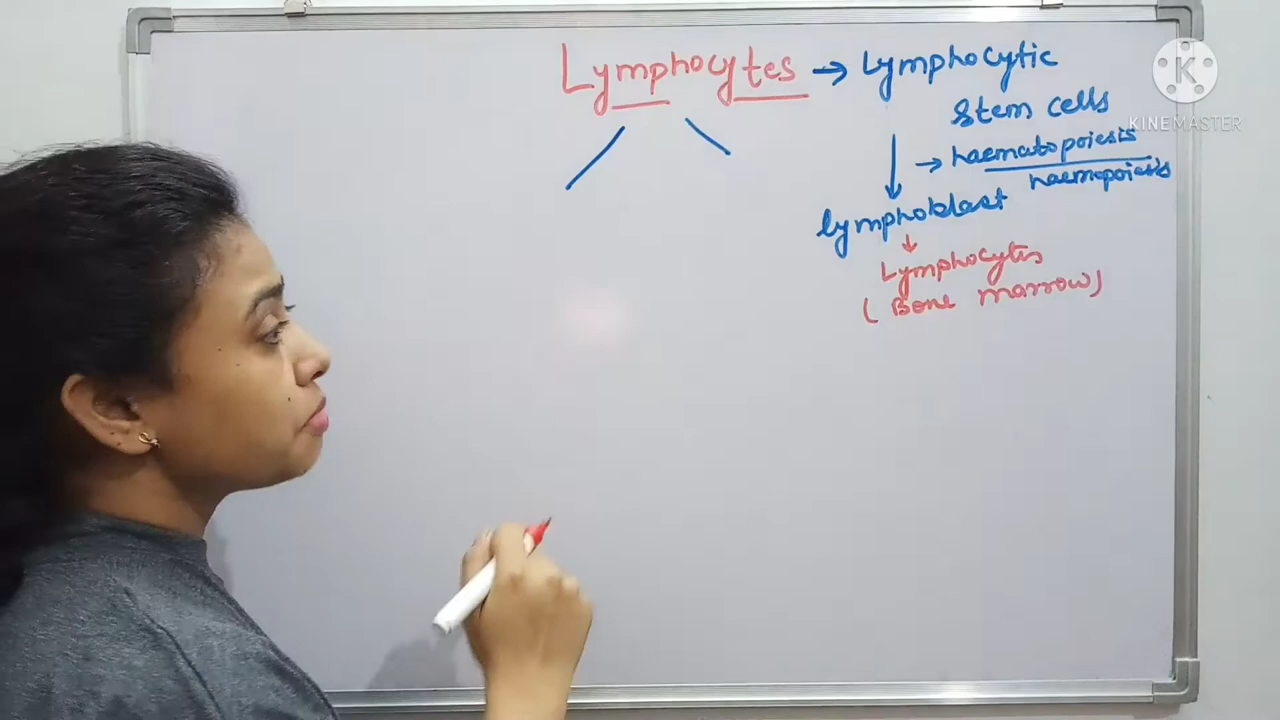 Lymphocytes → Lymphocytic
Stem cells
→ haematopoiesis
haemopoiesis
lymphoblast
↓
Lymphocytes
( Bone marrow)
K
KINEMASTER